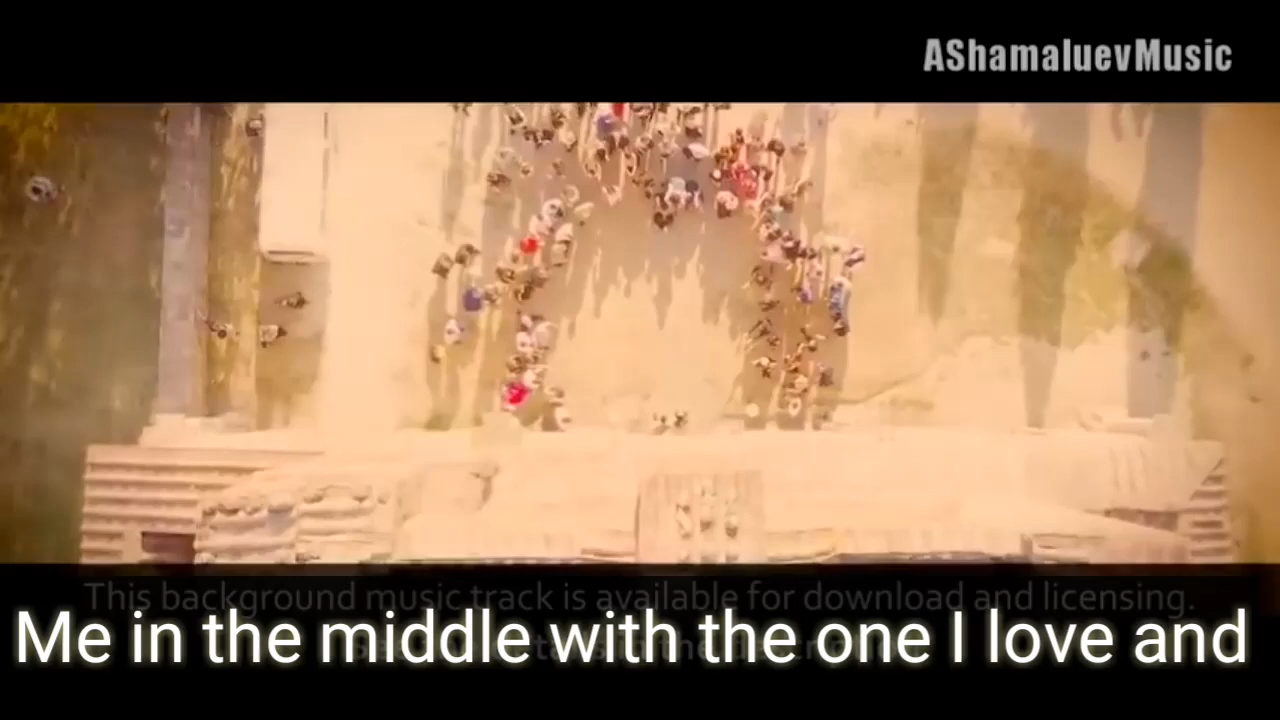 AShamaluevMusic
This background music track is available for download and licensing.
Me in the middle with the one I love and